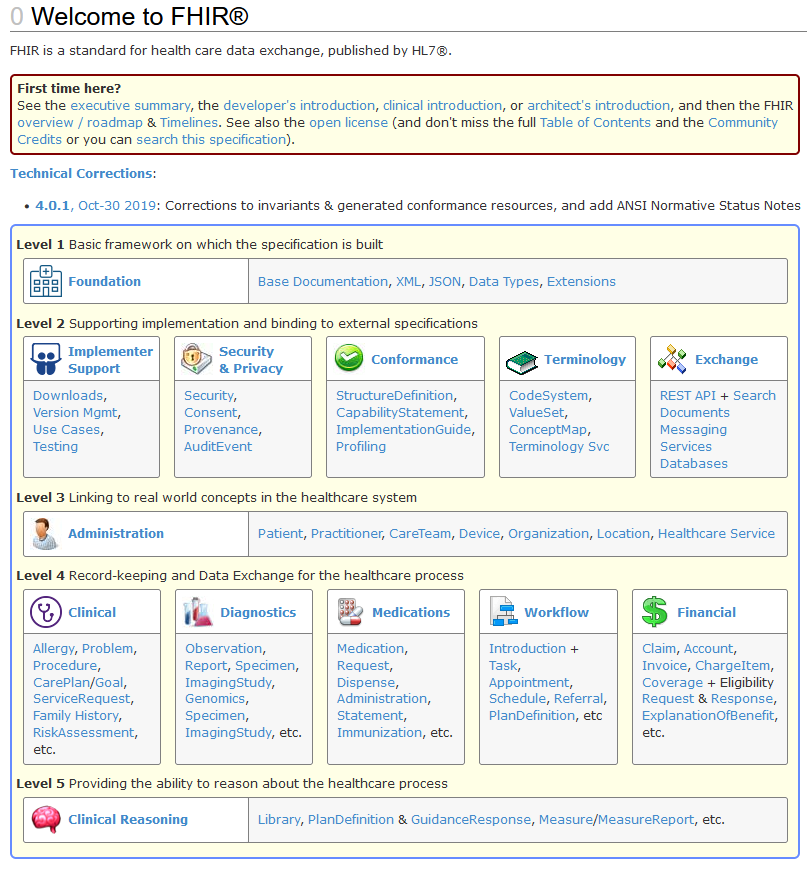 0 Welcome to FHIR®
FHIR is a standard for health care data exchange, published by HL7®.
First time here?
See the executive summary, the developer's introduction, clinical introduction, or architect's introduction, and then the FHIR
overview / roadmap & Timelines. See also the open license (and don't miss the full Table of Contents and the Community
Credits or you can search this specification).
Technical Corrections:
• 4.0.1, Oct-30 2019: Corrections to invariants & generated conformance resources, and add ANSI Normative Status Notes
Level 1 Basic framework on which the specification is built
Foundation
Base Documentation, XML, JSON, Data Types, Extensions
Level 2 Supporting implementation and binding to external specifications
Implementer
Support
Downloads,
Version Mgmt,
Use Cases,
Testing
Security
& Privacy
Security,
Consent,
Provenance,
AuditEvent
Conformance
StructureDefinition,
CapabilityStatement,
ImplementationGuide,
Profiling
Terminology
CodeSystem,
ValueSet,
ConceptMap,
Terminology Svc
Exchange
REST API + Search
Documents
Messaging
Services
Databases
Level 3 Linking to real world concepts in the healthcare system
Administration
Patient, Practitioner, CareTeam, Device, Organization, Location, Healthcare Service
Level 4 Record-keeping and Data Exchange for the healthcare process
Clinical
Allergy, Problem,
Procedure,
CarePlan/Goal,
ServiceRequest,
Family History,
RiskAssessment,
etc.
Diagnostics
Observation,
Report, Specimen,
ImagingStudy,
Genomics,
Specimen,
ImagingStudy, etc.
Medications
Medication,
Request,
Dispense,
Administration,
Statement,
Immunization, etc.
Workflow
Introduction +
Task,
Appointment,
Schedule, Referral,
PlanDefinition, etc
Financial
Claim, Account,
Invoice, ChargeItem,
Coverage + Eligibility
Request & Response,
ExplanationOfBenefit,
etc.
Level 5 Providing the ability to reason about the healthcare process
Clinical Reasoning
Library, PlanDefinition & GuidanceResponse, Measure/MeasureReport, etc.